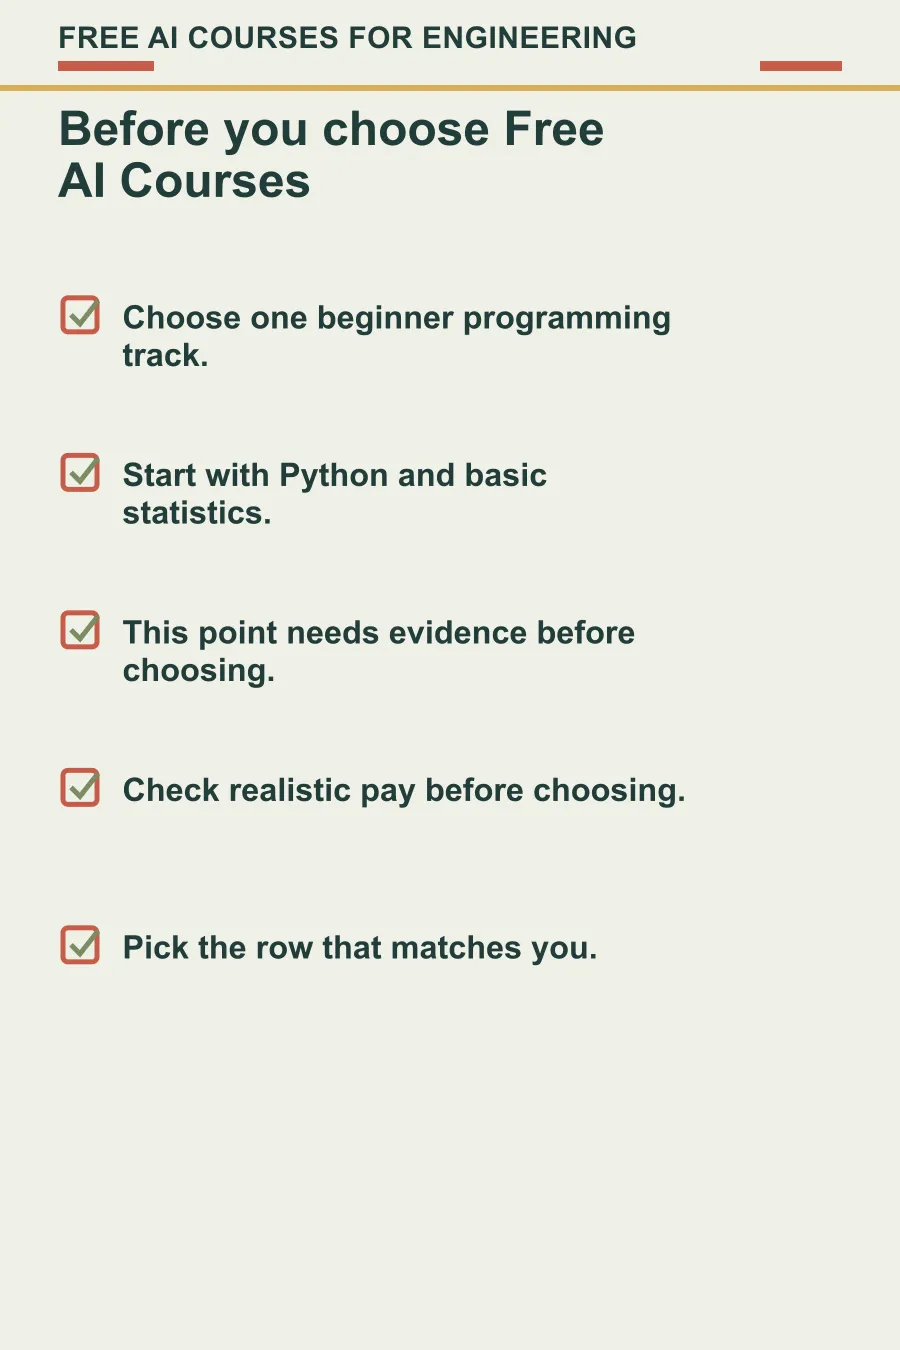 FREE AI COURSES FOR ENGINEERING
Before you choose Free
AI Courses
Choose one beginner programming
track.
Start with Python and basic
statistics.
This point needs evidence before
choosing.
Check realistic pay before choosing.
Pick the row that matches you.